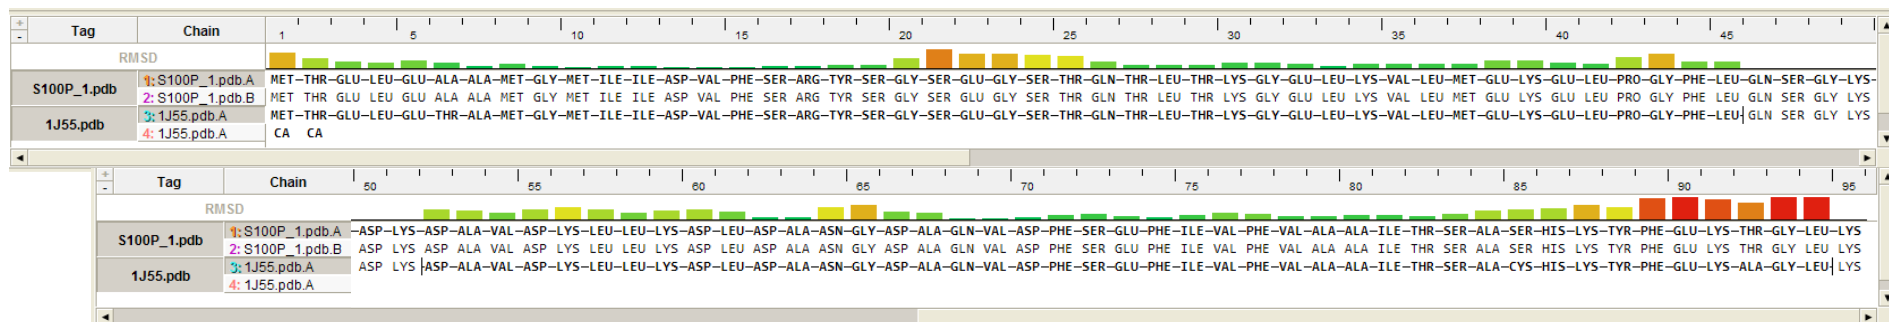 +
-
Tag Chain 1 5 10 15 20 25 30 35 40 45
RMSD
S100P_1.pdb
1: S100P_1.pdb.A MET-THR-GLU-LEU-GLU-ALA-ALA-MET-GLY-MET-ILE-ILE-ASP-VAL-PHE-SER-ARG-TYR-SER-GLY-SER-GLU-GLY-SER-THR-GLN-THR-LEU-THR-LYS-GLY-GLU-LEU-LYS-VAL-LEU-MET-GLU-LYS-GLU-LEU-PRO-GLY-PHE-LEU-GLN-SER-GLY-LYS-
2: S100P_1.pdb.B MET THR GLU LEU GLU ALA ALA MET GLY MET ILE ILE ASP VAL PHE SER ARG TYR SER GLY SER GLU GLY SER THR GLN THR LEU THR LYS GLY GLU LEU LYS VAL LEU MET GLU LYS GLU LEU PRO GLY PHE LEU GLN SER GLY LYS
1J55.pdb
3: 1J55.pdb.A MET-THR-GLU-LEU-GLU-THR-ALA-MET-GLY-MET-ILE-ILE-ASP-VAL-PHE-SER-ARG-TYR-SER-GLY-SER-GLU-GLY-SER-THR-GLN-THR-LEU-THR-LYS-GLY-GLU-LEU-LYS-VAL-LEU-MET-GLU-LYS-GLU-LEU-PRO-GLY-PHE-LEU- GLN SER GLY LYS
4: 1J55.pdb.A CA CA
+
-
Tag Chain 50 55 60 65 70 75 80 85 90 95
RMSD
S100P_1.pdb
1: S100P_1.pdb.A -ASP-LYS-ASP-ALA-VAL-ASP-LYS-LEU-LEU-LYS-ASP-LEU-ASP-ALA-ASN-GLY-ASP-ALA-GLN-VAL-ASP-PHE-SER-GLU-PHE-ILE-VAL-PHE-VAL-ALA-ALA-ILE-THR-SER-ALA-SER-HIS-LYS-TYR-PHE-GLU-LYS-THR-GLY-LEU-LYS
2: S100P_1.pdb.B ASP LYS ASP ALA VAL ASP LYS LEU LEU LYS ASP LEU ASP ALA ASN GLY ASP ALA GLN VAL ASP PHE SER GLU PHE ILE VAL PHE VAL ALA ALA ILE THR SER ALA SER HIS LYS TYR PHE GLU LYS THR GLY LEU LYS
1J55.pdb
3: 1J55.pdb.A ASP LYS -ASP-ALA-VAL-ASP-LYS-LEU-LEU-LYS-ASP-LEU-ASP-ALA-ASN-GLY-ASP-ALA-GLN-VAL-ASP-PHE-SER-GLU-PHE-ILE-VAL-PHE-VAL-ALA-ALA-ILE-THR-SER-ALA-CYS-HIS-LYS-TYR-PHE-GLU-LYS-ALA-GLY-LEU- LYS
4: 1J55.pdb.A